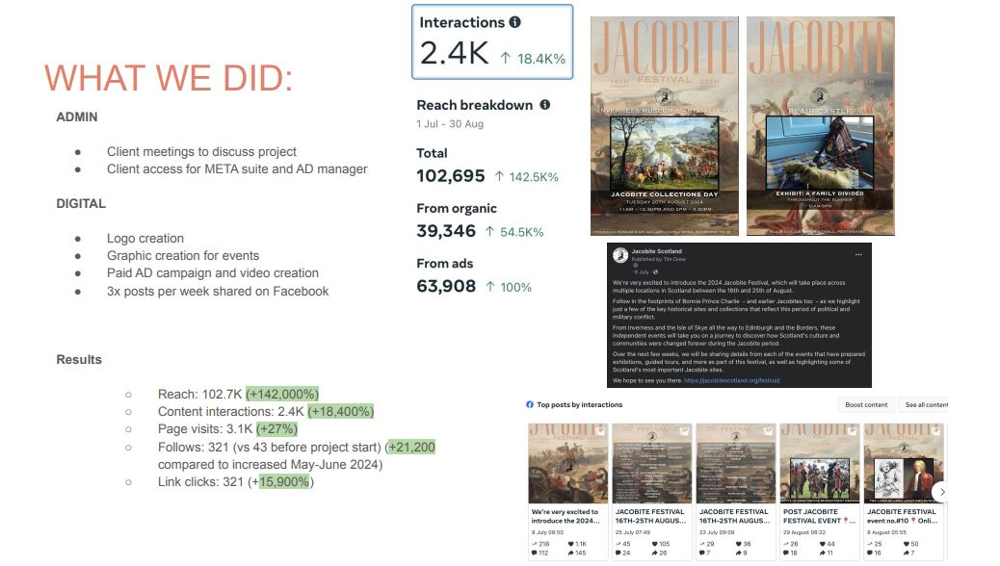 WHAT WE DID:
ADMIN
● Client meetings to discuss project
● Client access for META suite and AD manager
DIGITAL
● Logo creation
● Graphic creation for events
● Paid AD campaign and video creation
● 3x posts per week shared on Facebook
Results
○ Reach: 102.7K (+142,000%)
○ Content interactions: 2.4K (+18,400%)
○ Page visits: 3.1K (+27%)
○ Follows: 321 (vs 43 before project start) (+21,200
compared to increased May-June 2024)
○ Link clicks: 321 (+15,900%)
Interactions
2.4K ↑ 18.4K%
Reach breakdown
1 Jul - 30 Aug
Total
102,695 ↑ 142.5K%
From organic
39,346 ↑ 54.5K%
From ads
63,908 ↑ 100%
JACOBITE
FESTIVAL
16TH 25TH
INVERNESS MUSEUM & ART GALLERY
JACOBITE COLLECTIONS DAY
TUESDAY 20TH AUGUST 2024
11AM - 12:30PM AND 2PM - 3:30PM
JACOBITE
FESTIVAL
16TH 25TH
BLAIR CASTLE
EXHIBIT: A FAMILY DIVIDED
THROUGHOUT THE SUMMER
Jacobite Scotland
Published by Tim Drew
· 9 July ·
We're very excited to introduce the 2024 Jacobite Festival, which will take place across
multiple locations in Scotland between the 16th and 25th of August.
Follow in the footprints of Bonnie Prince Charlie - and earlier Jacobites too - as we highlight
just a few of the key historical sites and collections that reflect this period of political and
military conflict.
From Inverness and the Isle of Skye all the way to Edinburgh and the Borders, these
independent events will take you on a journey to discover how Scotland's culture and
communities were changed forever during the Jacobite period.
Over the next few weeks, we will be sharing details from each of the events that have prepared
exhibitions, guided tours, and more as part of this festival, as well as highlighting some of
Scotland's most important Jacobite sites.
We hope to see you there. https://jacobitescotland.org/festival/
Top posts by interactions
Boost content
See all content
We're very excited to
introduce the 2024...
9 July 08:50
218 1.1K
112 145
JACOBITE FESTIVAL
16TH-25TH AUGUS...
25 July 07:49
45 105
24 26
JACOBITE FESTIVAL
16TH-25TH AUGUS...
23 July 09:09
29 36
7 9
POST JACOBITE
FESTIVAL EVENT 📍...
29 August 08:22
26 44
18 11
JACOBITE FESTIVAL
event no.#10 📍 Onli...
8 August 05:55
25 50
16 7